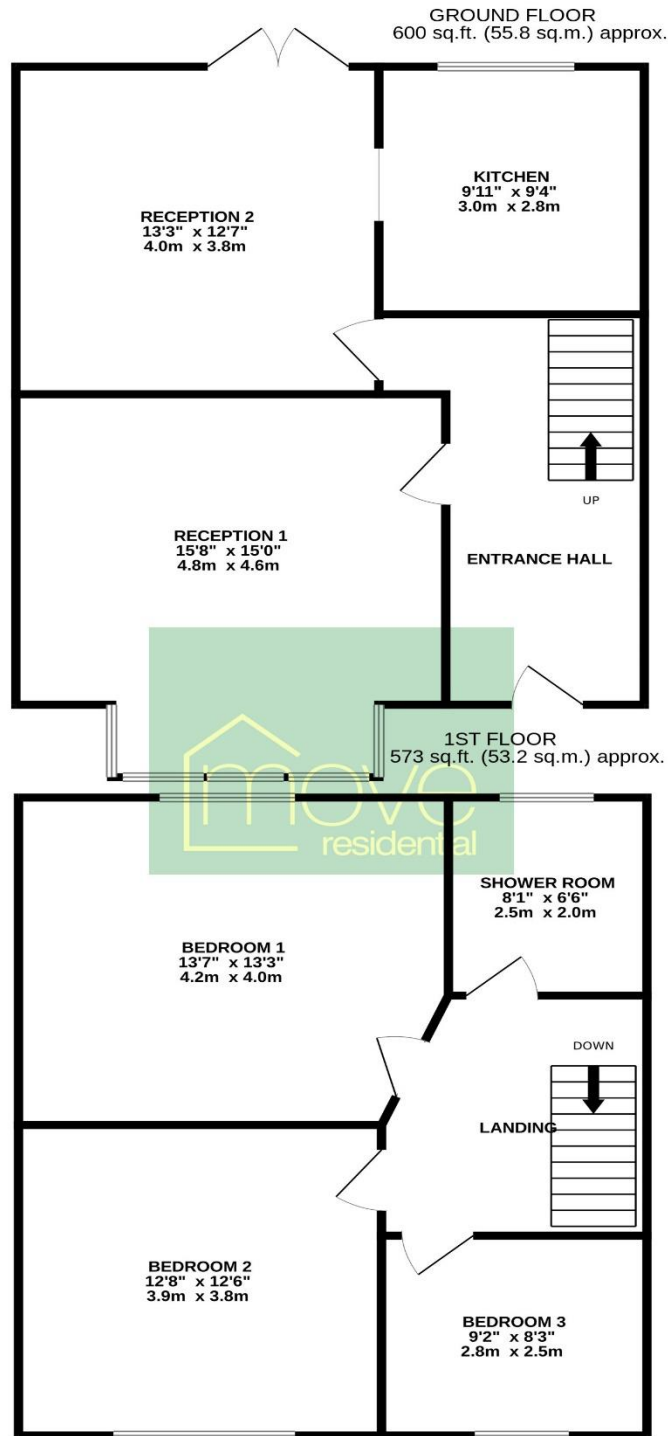 GROUND FLOOR
600 sq.ft. (55.8 sq.m.) approx.
KITCHEN
9'11" x 9'4"
3.0m x 2.8m
RECEPTION 2
13'3" x 12'7"
4.0m x 3.8m
UP
RECEPTION 1
15'8" x 15'0"
4.8m x 4.6m
ENTRANCE HALL
move
residential
1ST FLOOR
573 sq.ft. (53.2 sq.m.) approx.
SHOWER ROOM
8'1" x 6'6"
2.5m x 2.0m
BEDROOM 1
13'7" x 13'3"
4.2m x 4.0m
DOWN
LANDING
BEDROOM 2
12'8" x 12'6"
3.9m x 3.8m
BEDROOM 3
9'2" x 8'3"
2.8m x 2.5m